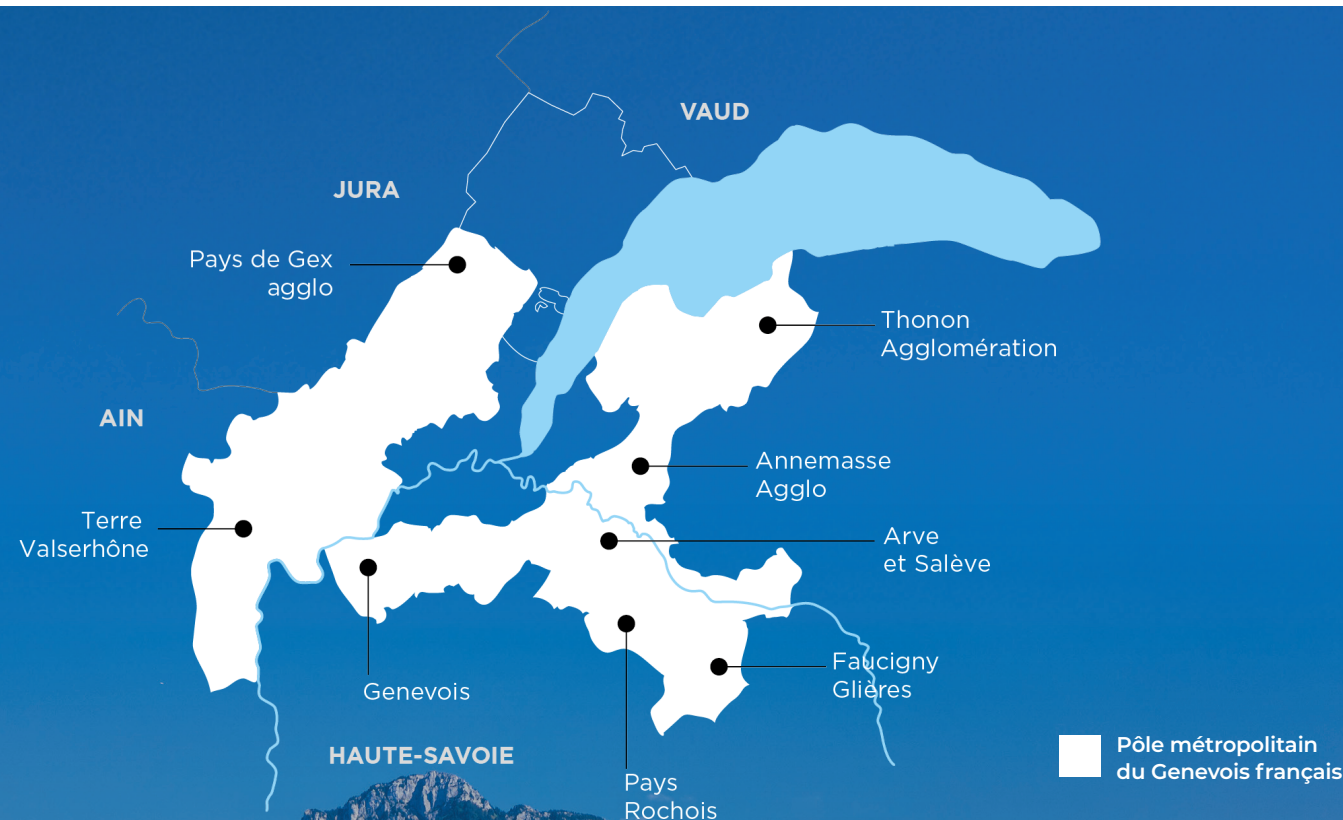 VAUD
JURA
Pays de Gex
agglo
Thonon
Agglomération
AIN
Annemasse
Agglo
Terre
Valserhône
Arve
et Salève
Faucigny
Glières
Genevois
HAUTE-SAVOIE
Pays
Rochois
Pôle métropolitain
du Genevois français